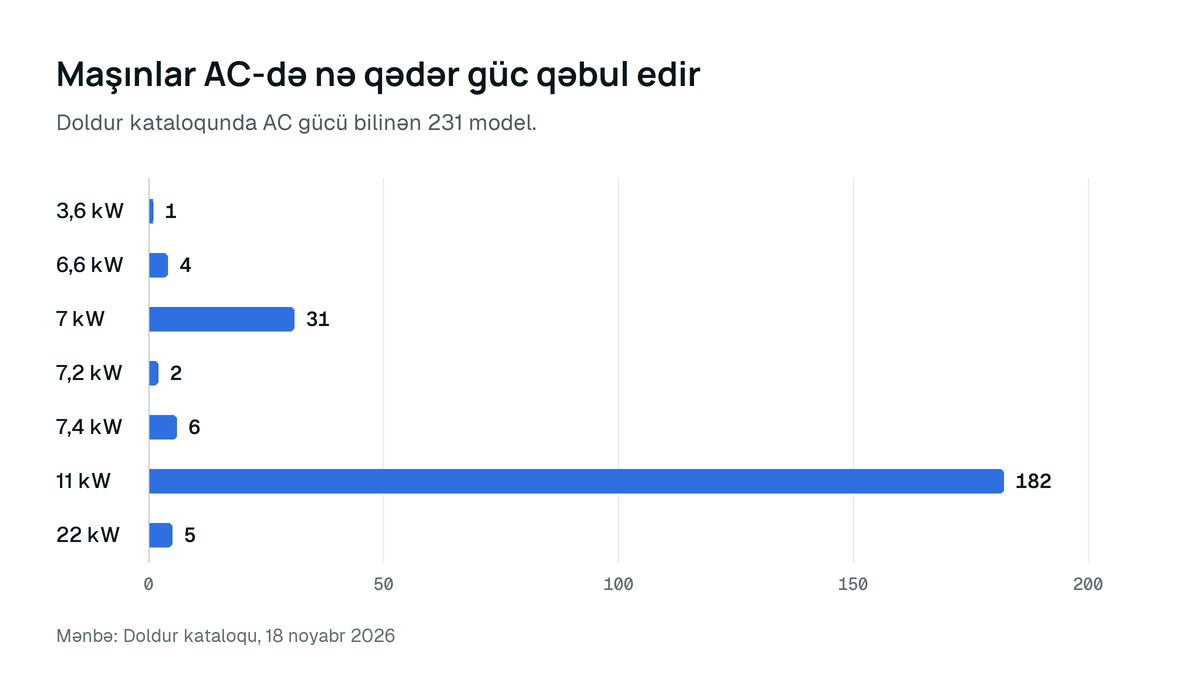 Maşınlar AC-də nə qədər güc qəbul edir
Doldur kataloqunda AC gücü bilinən 231 model.
3,6 kW 1
6,6 kW 4
7 kW 31
7,2 kW 2
7,4 kW 6
11 kW 182
22 kW 5
0 50 100 150 200
Mənbə: Doldur kataloqu, 18 noyabr 2026